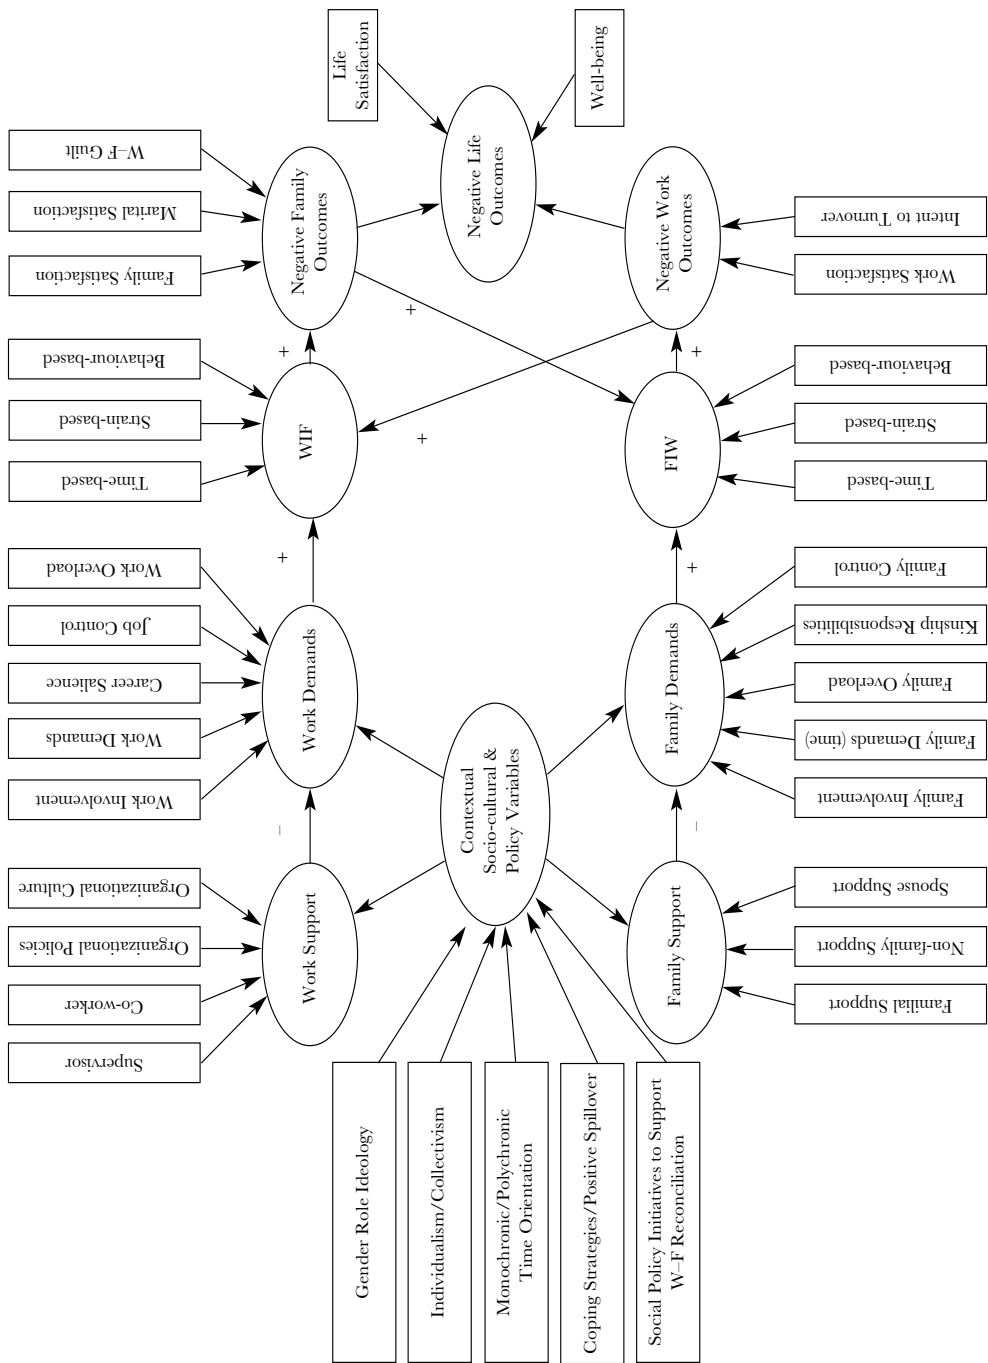 Supervisor
Co-worker
Organizational Policies
Organizational Culture
Work Involvement
Work Demands
Career Salience
Job Control
Work Overload
Time-based
Strain-based
Behaviour-based
Family Satisfaction
Marital Satisfaction
W–F Guilt
Work Support
–
Work Demands
+
WIF
+
Negative Family
Outcomes
Life
Satisfaction
Gender Role Ideology
Individualism/Collectivism
Monochronic/Polychronic
Time Orientation
Coping Strategies/Positive Spillover
Social Policy Initiatives to Support
W–F Reconciliation
Contextual
Socio-cultural &
Policy Variables
+
+
Negative Life
Outcomes
Well-being
Family Support
–
Family Demands
+
FIW
+
Negative Work
Outcomes
Familial Support
Non-family Support
Spouse Support
Family Involvement
Family Demands (time)
Family Overload
Kinship Responsibilities
Family Control
Time-based
Strain-based
Behaviour-based
Work Satisfaction
Intent to Turnover